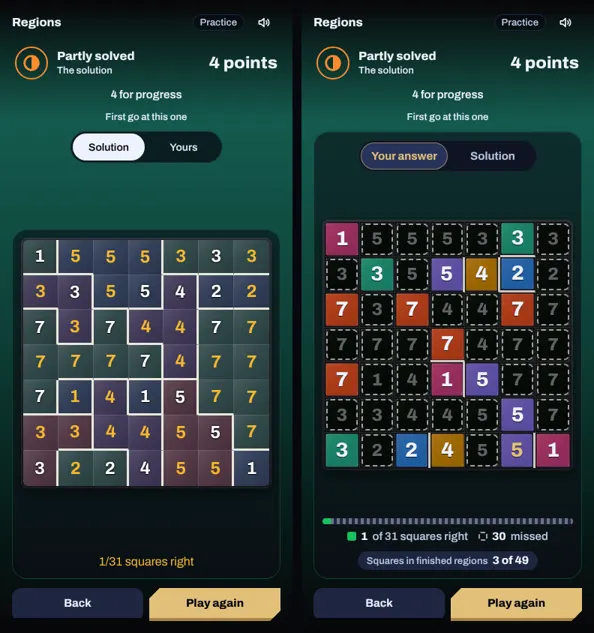 Regions
Practice
Partly solved
The solution
4 points
4 for progress
First go at this one
Solution
Yours
1 5 5 5 3 3 3
3 3 5 5 4 2 2
7 3 7 4 4 7 7
7 7 7 7 4 7 7
7 1 4 1 5 7 7
3 3 4 4 5 5 7
3 2 2 4 5 5 1
1/31 squares right
Back
Play again
Regions
Practice
Partly solved
The solution
4 points
4 for progress
First go at this one
Your answer
Solution
1 5 5 5 3 3 3
3 3 5 5 4 2 2
7 3 7 4 4 7 7
7 7 7 7 4 7 7
7 1 4 1 5 7 7
3 3 4 4 5 5 7
3 2 2 4 5 5 1
1 of 31 squares right 30 missed
Squares in finished regions 3 of 49
Back
Play again